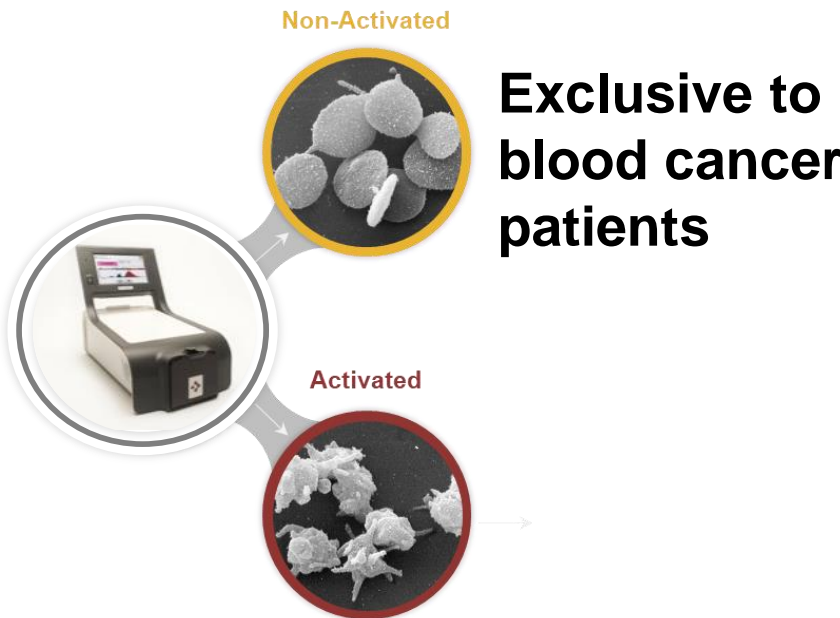 Non-Activated
Exclusive to
blood cancer
patients
Activated